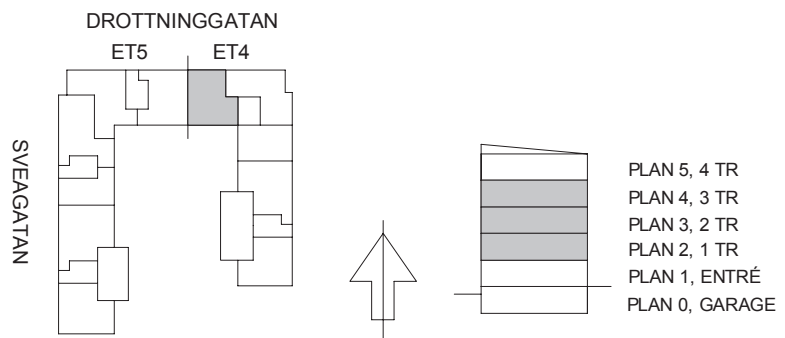 DROTTNINGGATAN
ET5 ET4
SVEAGATAN
PLAN 5, 4 TR
PLAN 4, 3 TR
PLAN 3, 2 TR
PLAN 2, 1 TR
PLAN 1, ENTRÉ
PLAN 0, GARAGE